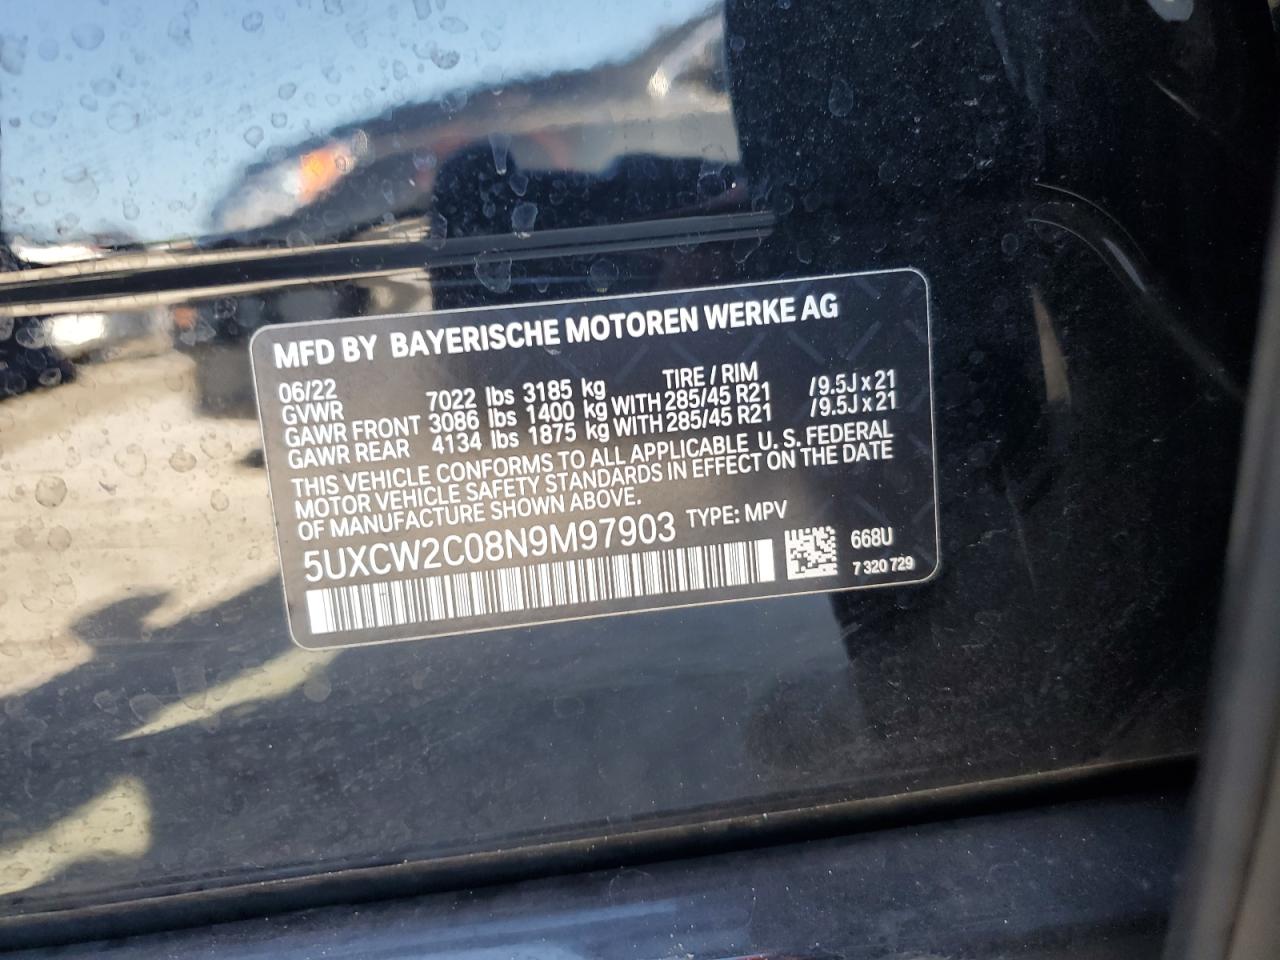 MFD BY BAYERISCHE MOTOREN WERKE AG
06/22 TIRE / RIM
GVWR 7022 lbs 3185 kg
GAWR FRONT 3086 lbs 1400 kg WITH 285/45 R21 /9.5J x 21
GAWR REAR 4134 lbs 1875 kg WITH 285/45 R21 /9.5J x 21
THIS VEHICLE CONFORMS TO ALL APPLICABLE U. S. FEDERAL
MOTOR VEHICLE SAFETY STANDARDS IN EFFECT ON THE DATE
OF MANUFACTURE SHOWN ABOVE.
5UXCW2C08N9M97903 TYPE: MPV
668U
7 320 729